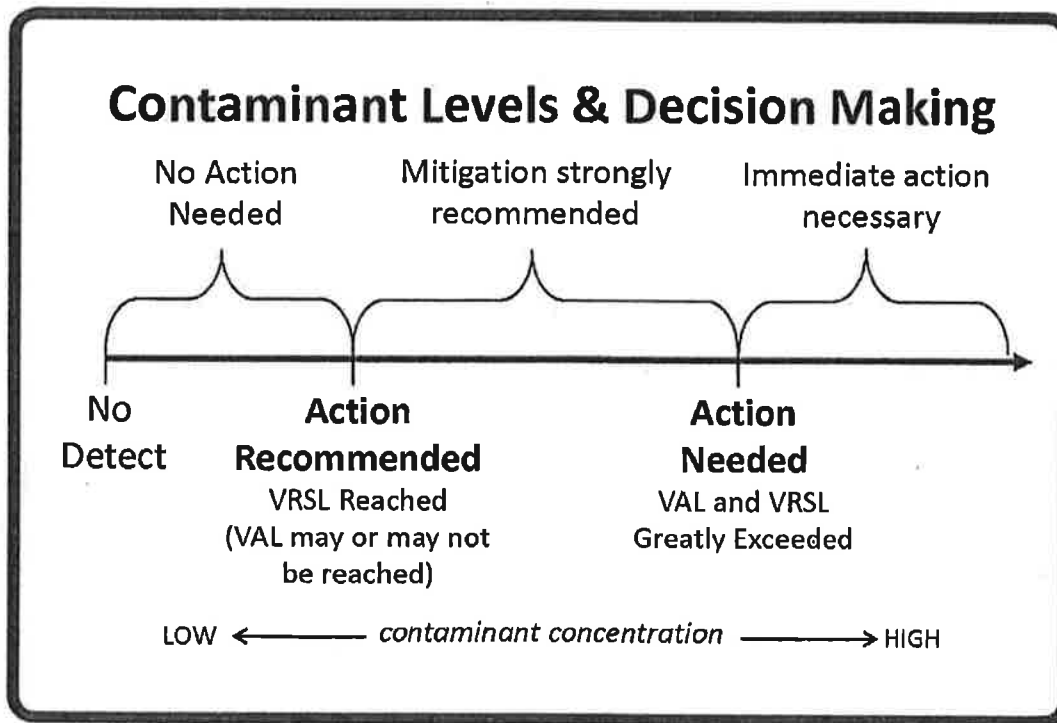 Contaminant Levels & Decision Making
No Action
Needed
Mitigation strongly
recommended
Immediate action
necessary
No
Detect
Action
Recommended
VRSL Reached
(VAL may or may not
be reached)
Action
Needed
VAL and VRSL
Greatly Exceeded
LOW
contaminant concentration
HIGH